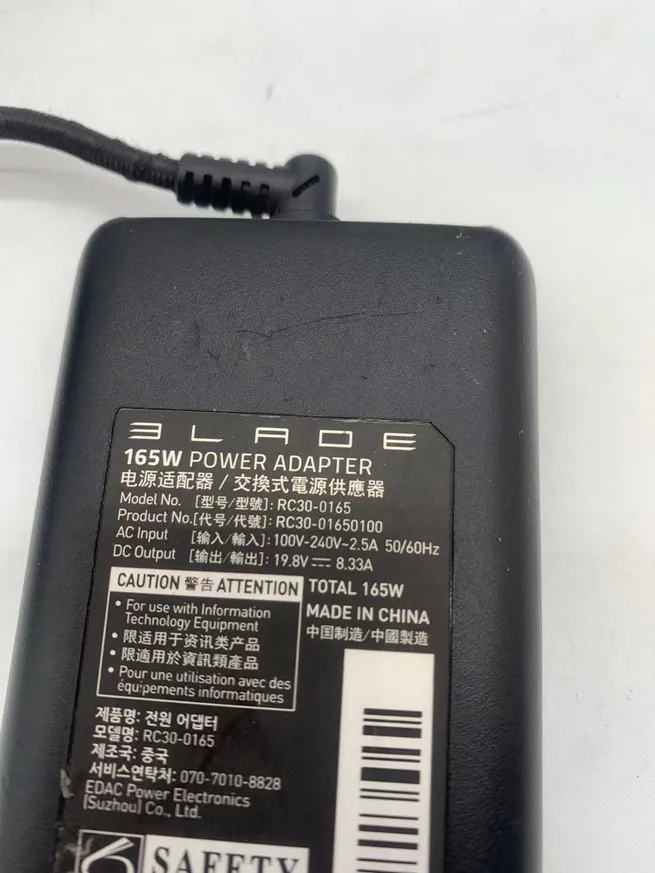 BLADE
165W POWER ADAPTER
电源适配器 / 交換式電源供應器
Model No. [型号/型號]: RC30-0165
Product No.[代号/代號]: RC30-01650100
AC Input [输入/輸入]: 100V-240V~2.5A 50/60Hz
DC Output [输出/輸出]: 19.8V⎓ 8.33A
CAUTION 警告 ATTENTION
• For use with Information
Technology Equipment
• 限适用于资讯类产品
• 限適用於資訊類產品
• Pour une utilisation avec des
équipements informatiques
TOTAL 165W
MADE IN CHINA
中国制造/中國製造
제품명: 전원 어댑터
모델명: RC30-0165
제조국: 중국
서비스연락처: 070-7010-8828
EDAC Power Electronics
(Suzhou) Co., Ltd.
SAFETY